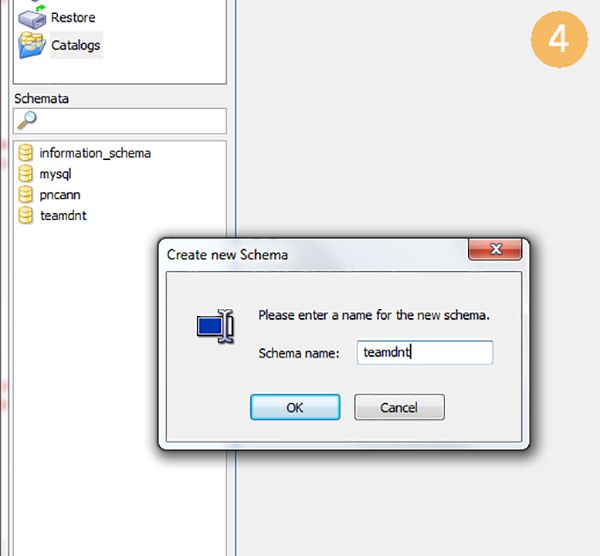 Restore
Catalogs
4
Schemata
information_schema
mysql
pncann
teamdnt
Create new Schema
Please enter a name for the new schema.
Schema name: teamdnt
OK Cancel